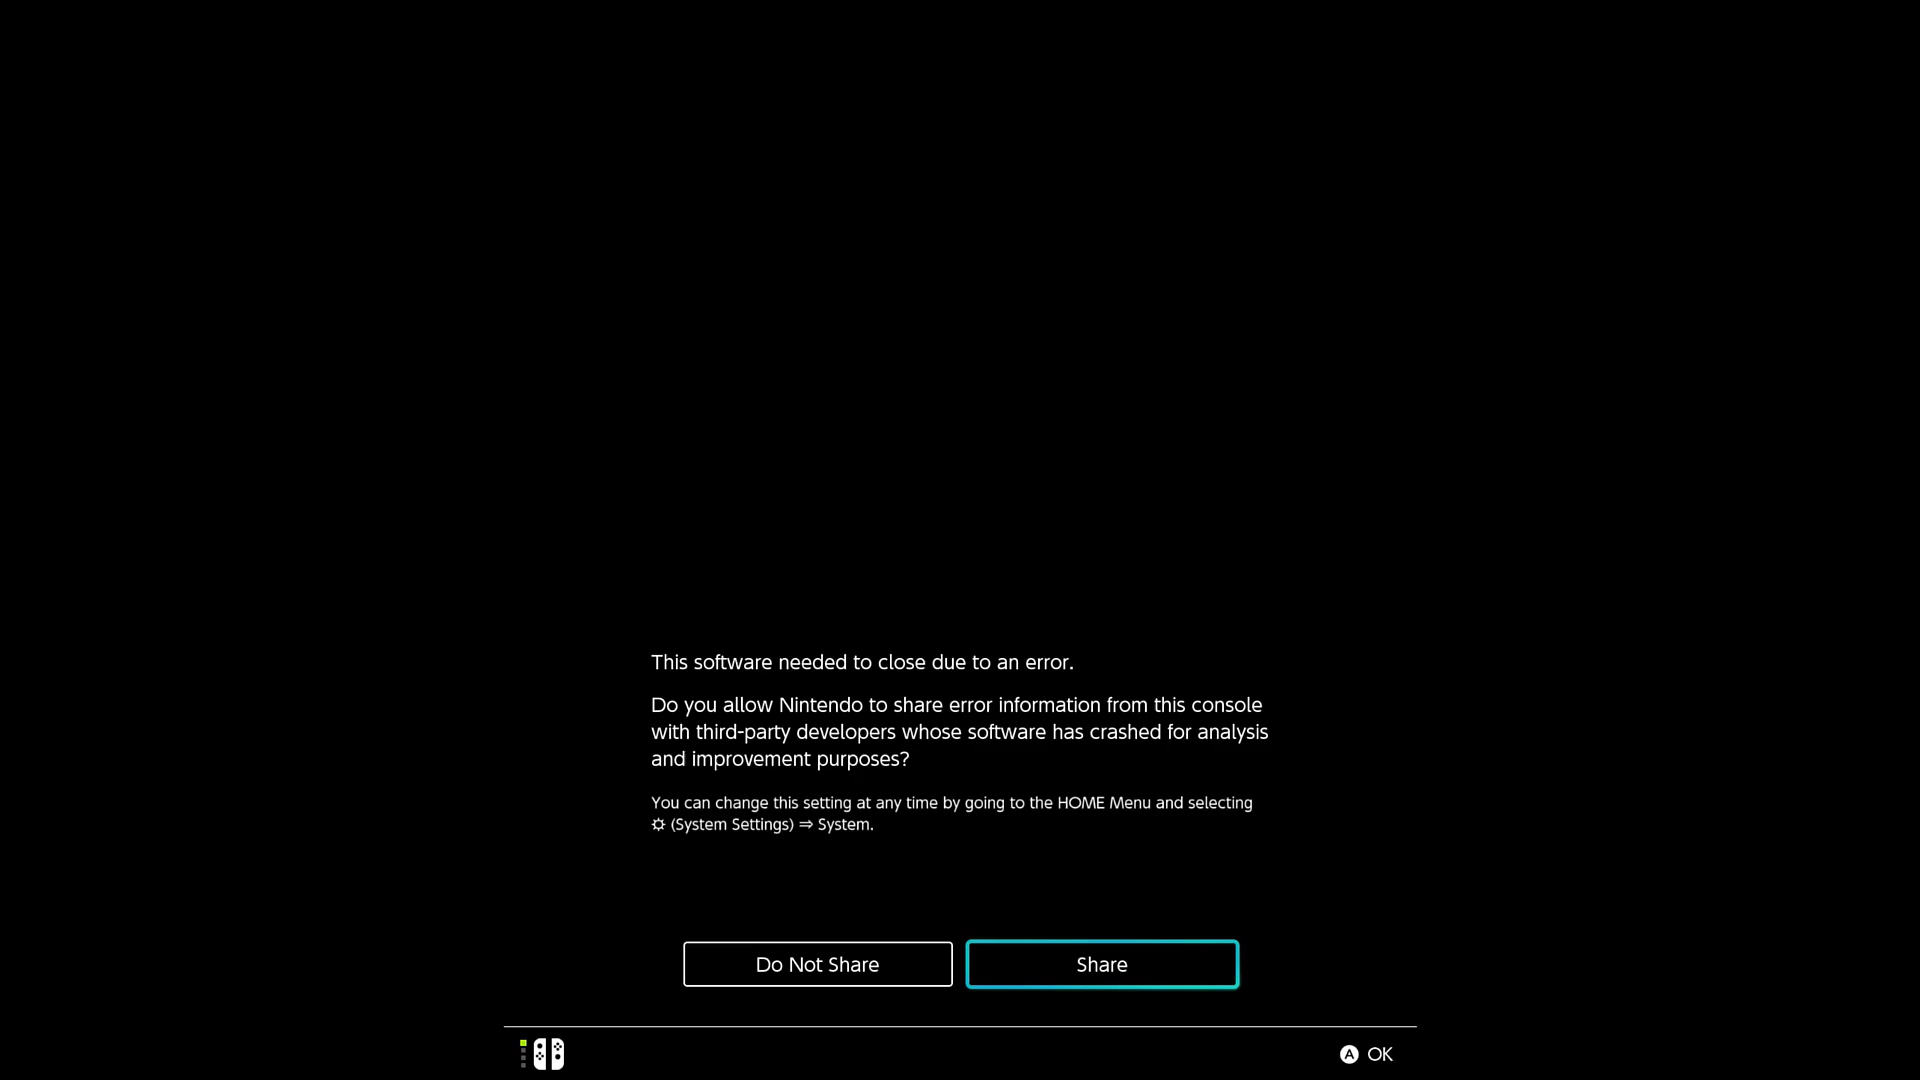 This software needed to close due to an error.
Do you allow Nintendo to share error information from this console
with third-party developers whose software has crashed for analysis
and improvement purposes?
You can change this setting at any time by going to the HOME Menu and selecting
(System Settings) ⇒ System.
Do Not Share
Share
A OK